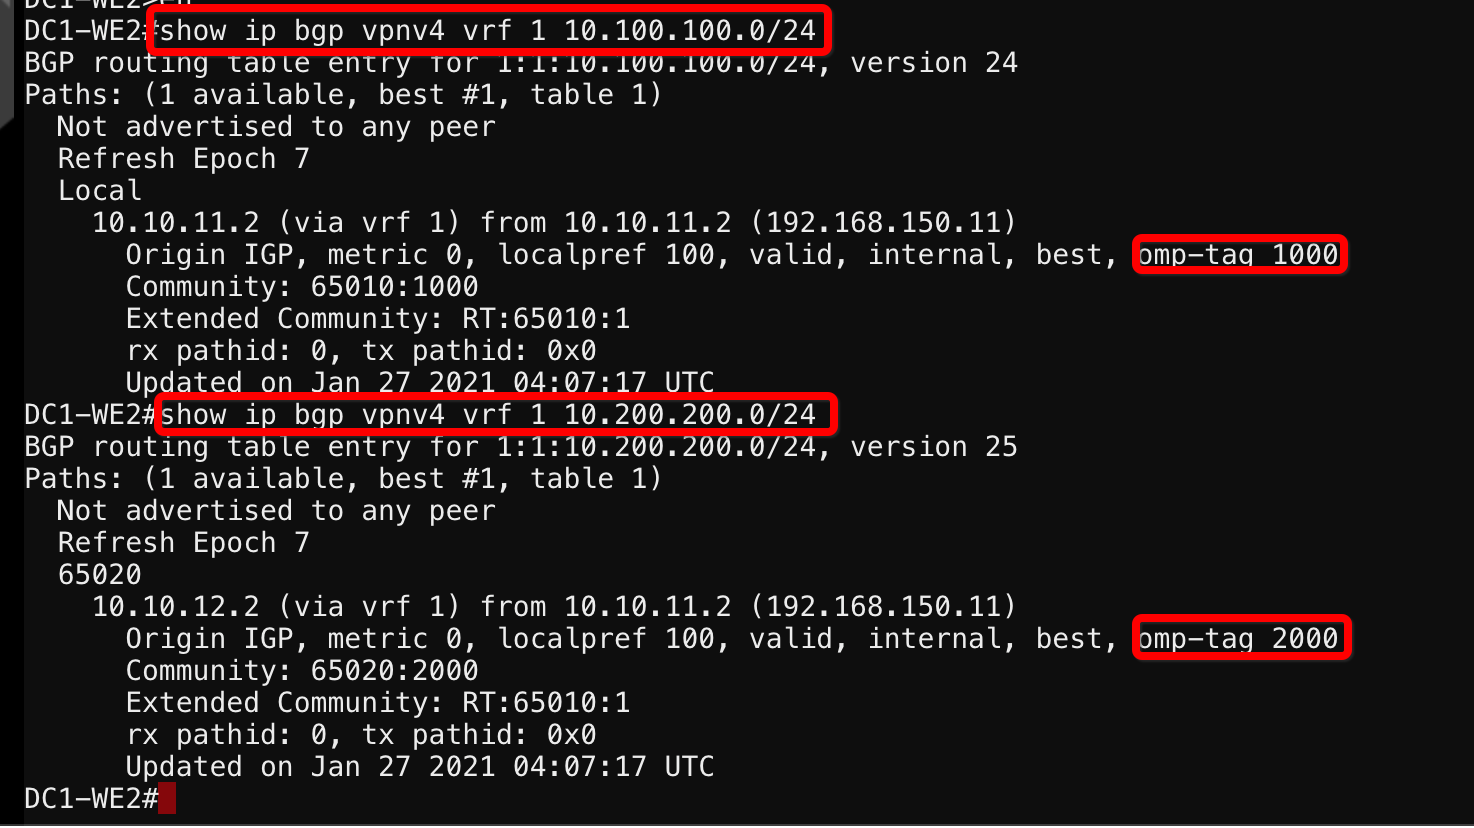 DC1-WE2>en
DC1-WE2#show ip bgp vpnv4 vrf 1 10.100.100.0/24
BGP routing table entry for 1:1:10.100.100.0/24, version 24
Paths: (1 available, best #1, table 1)
  Not advertised to any peer
  Refresh Epoch 7
  Local
    10.10.11.2 (via vrf 1) from 10.10.11.2 (192.168.150.11)
      Origin IGP, metric 0, localpref 100, valid, internal, best, omp-tag 1000
      Community: 65010:1000
      Extended Community: RT:65010:1
      rx pathid: 0, tx pathid: 0x0
      Updated on Jan 27 2021 04:07:17 UTC
DC1-WE2#show ip bgp vpnv4 vrf 1 10.200.200.0/24
BGP routing table entry for 1:1:10.200.200.0/24, version 25
Paths: (1 available, best #1, table 1)
  Not advertised to any peer
  Refresh Epoch 7
  65020
    10.10.12.2 (via vrf 1) from 10.10.11.2 (192.168.150.11)
      Origin IGP, metric 0, localpref 100, valid, internal, best, omp-tag 2000
      Community: 65020:2000
      Extended Community: RT:65010:1
      rx pathid: 0, tx pathid: 0x0
      Updated on Jan 27 2021 04:07:17 UTC
DC1-WE2#